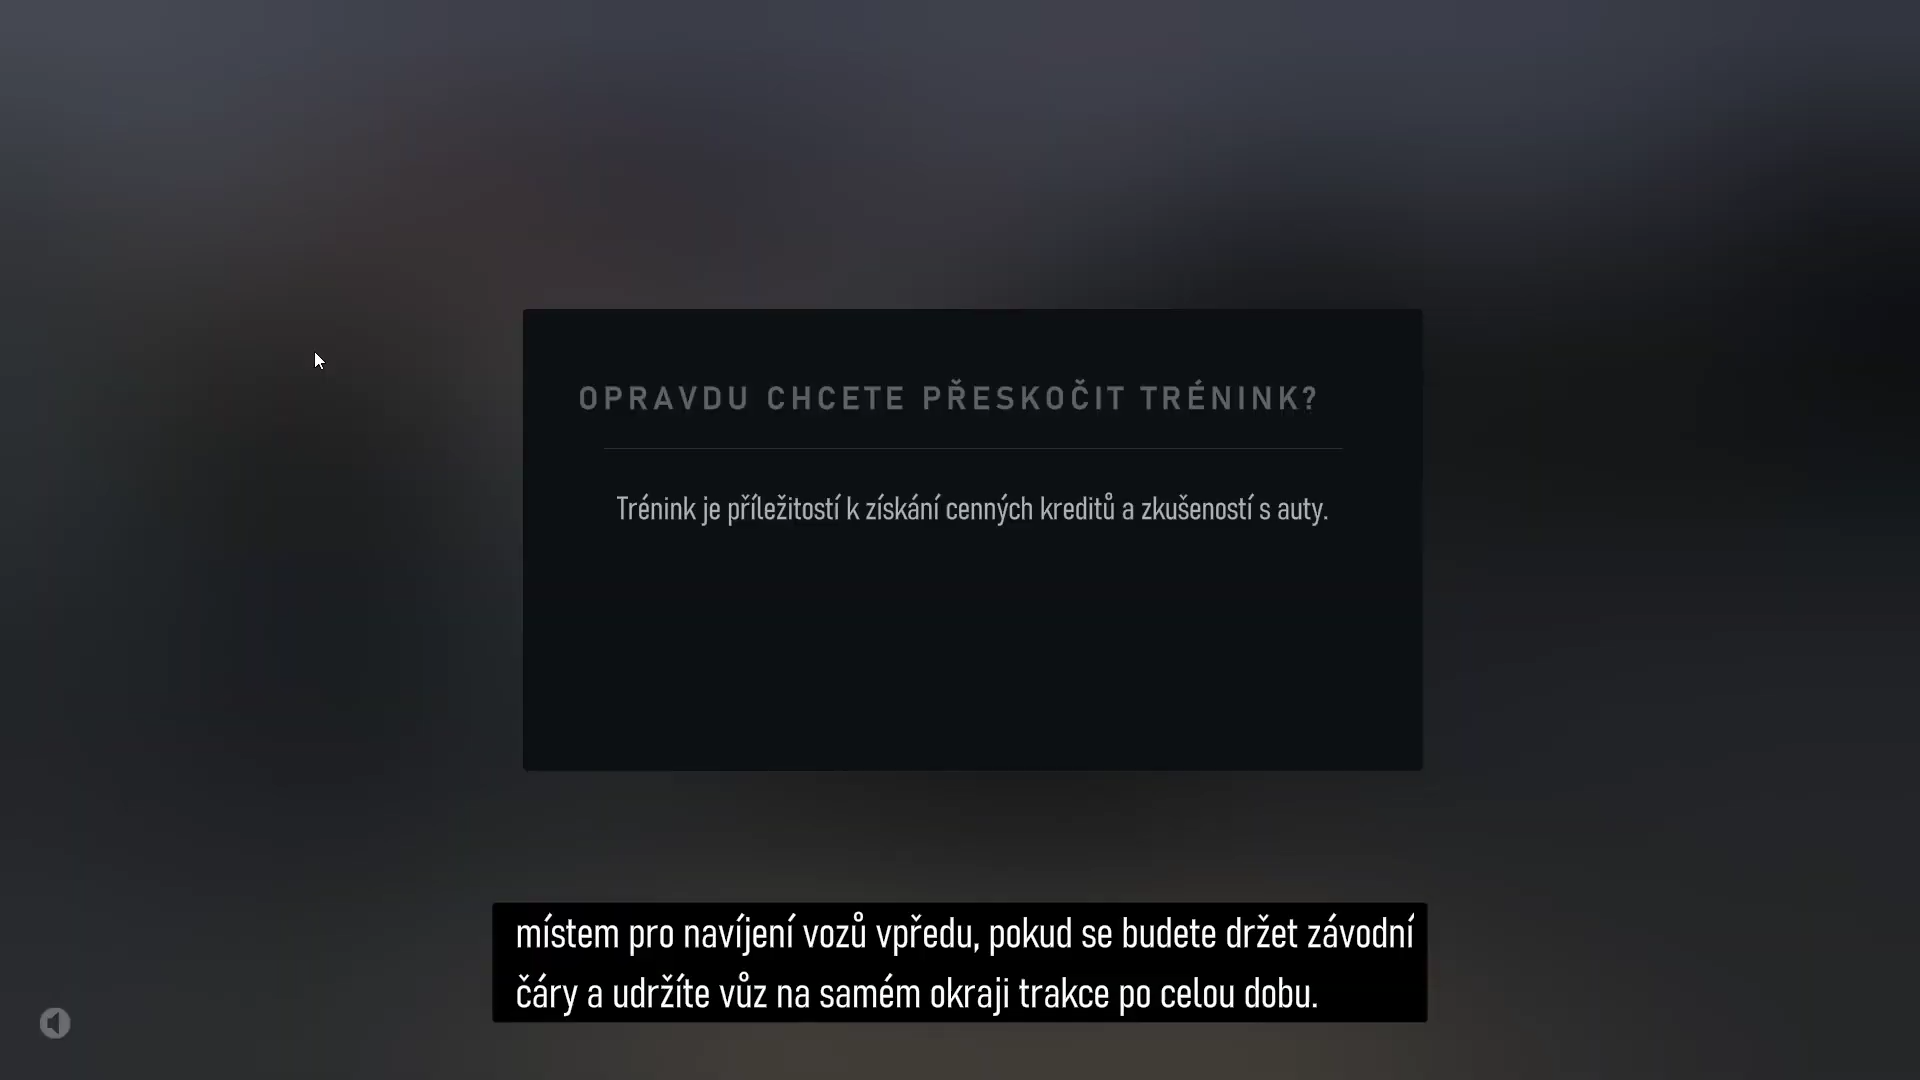 OPRAVDU CHCETE PŘESKOČIT TRÉNINK?
Trénink je příležitostí k získání cenných kreditů a zkušeností s auty.
místem pro navíjení vozů vpředu, pokud se budete držet závodní
čáry a udržíte vůz na samém okraji trakce po celou dobu.